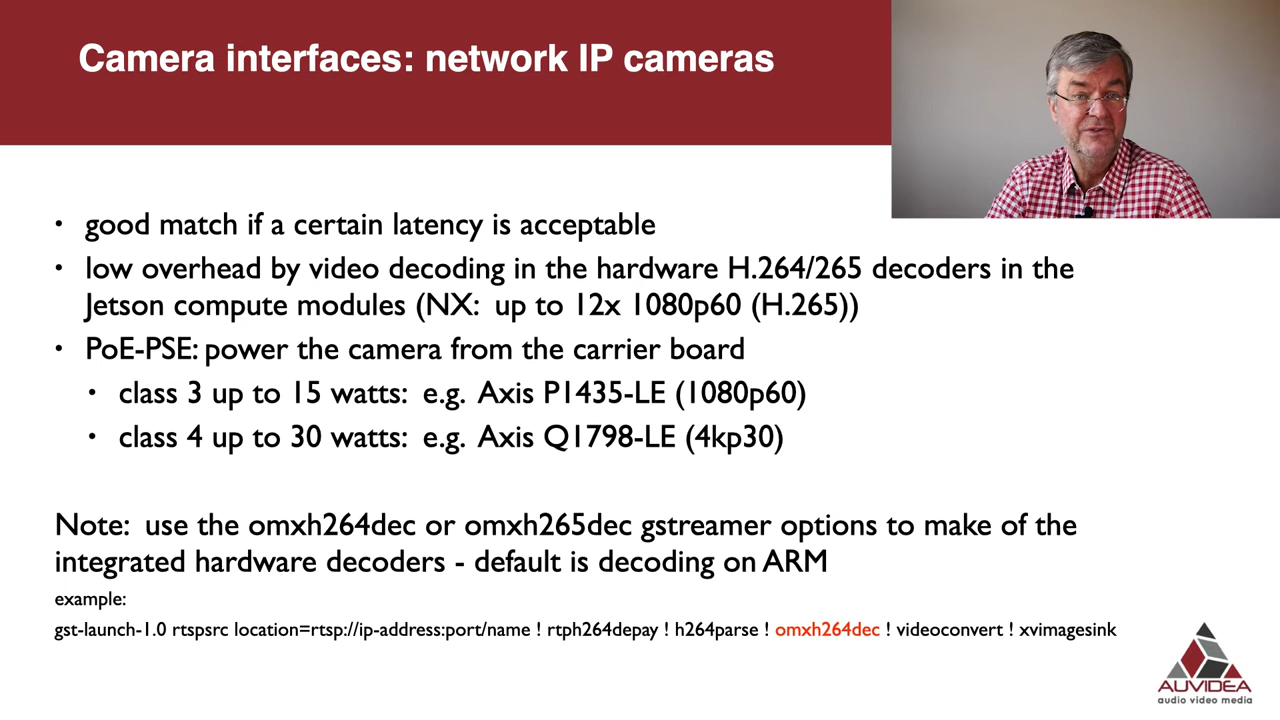 Camera interfaces: network IP cameras
• good match if a certain latency is acceptable
• low overhead by video decoding in the hardware H.264/265 decoders in the
Jetson compute modules (NX: up to 12x 1080p60 (H.265))
• PoE-PSE: power the camera from the carrier board
• class 3 up to 15 watts: e.g. Axis P1435-LE (1080p60)
• class 4 up to 30 watts: e.g. Axis Q1798-LE (4kp30)
Note: use the omxh264dec or omxh265dec gstreamer options to make of the
integrated hardware decoders - default is decoding on ARM
example:
gst-launch-1.0 rtspsrc location=rtsp://ip-address:port/name ! rtph264depay ! h264parse ! omxh264dec ! videoconvert ! xvimagesink
AUVIDEA
audio video media